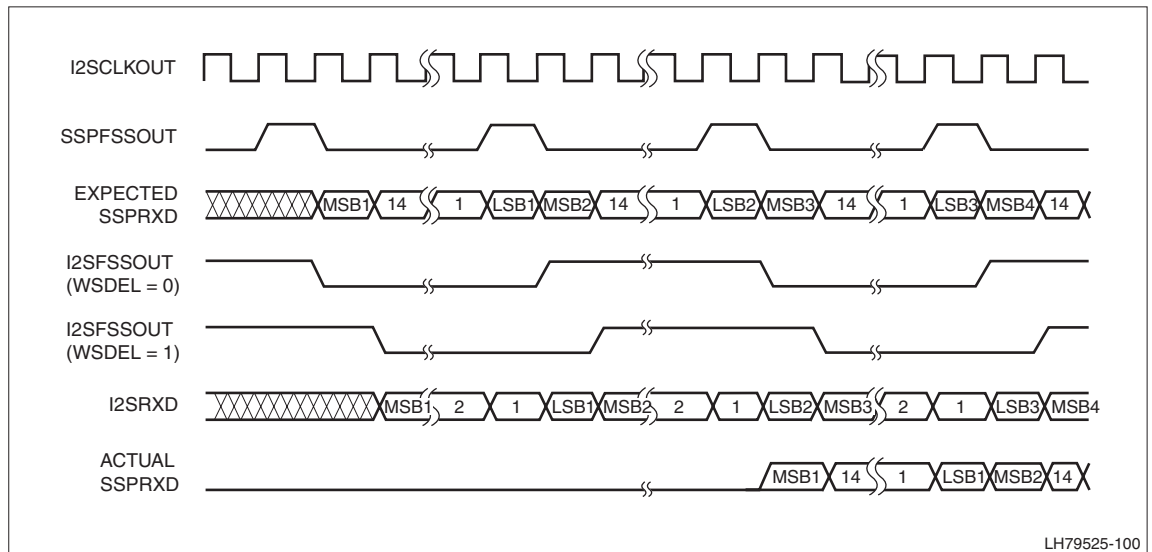 I2SCLKOUT
SSPFSSOUT
EXPECTED
SSPRXD
MSB1 14 1 LSB1 MSB2 14 1 LSB2 MSB3 14 1 LSB3 MSB4 14
I2SFSSOUT
(WSDEL = 0)
I2SFSSOUT
(WSDEL = 1)
I2SRXD
MSB1 2 1 LSB1 MSB2 2 1 LSB2 MSB3 2 1 LSB3 MSB4
ACTUAL
SSPRXD
MSB1 14 1 LSB1 MSB2 14
LH79525-100